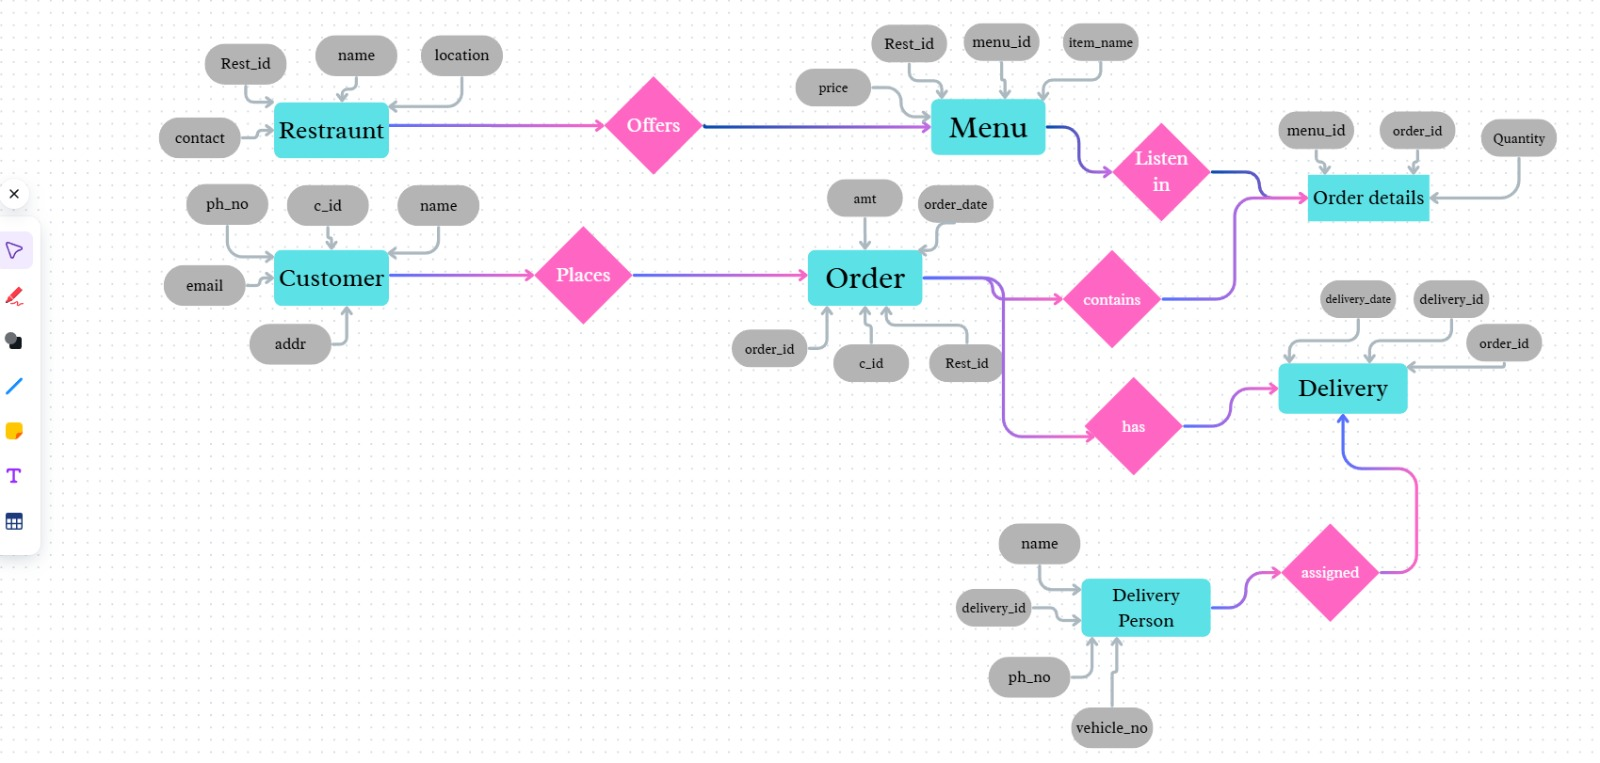 Rest_id
name
location
contact
Restraunt
Offers
price
Rest_id
menu_id
item_name
Menu
Listen
in
menu_id
order_id
Quantity
Order details
ph_no
c_id
name
email
Customer
addr
Places
amt
order_date
Order
order_id
c_id
Rest_id
contains
has
delivery_date
delivery_id
order_id
Delivery
name
delivery_id
Delivery
Person
ph_no
vehicle_no
assigned
T